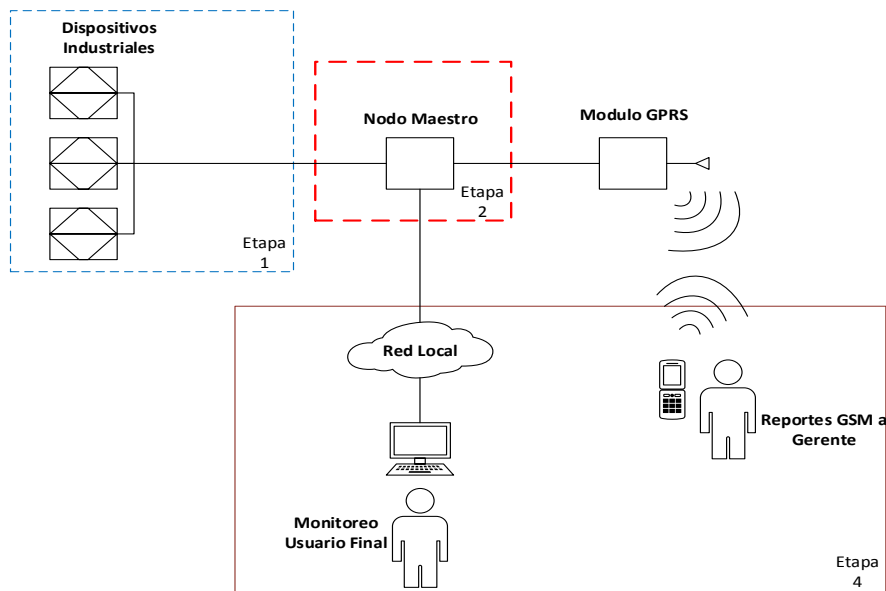 Dispositivos
Industriales
Nodo Maestro
Modulo GPRS
Etapa
2
Etapa
1
Red Local
Reportes GSM a
Gerente
Monitoreo
Usuario Final
Etapa
4